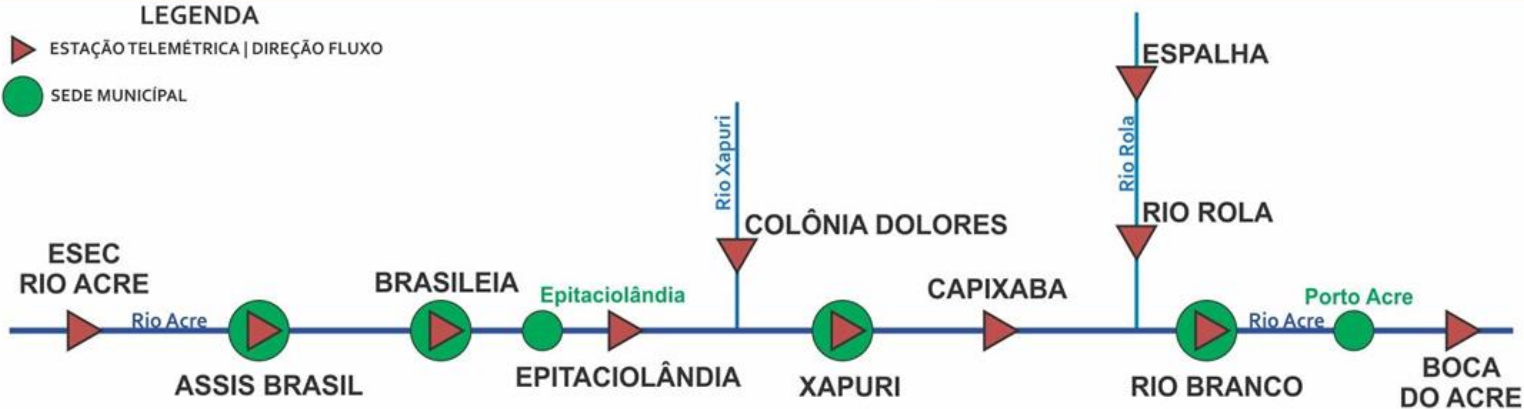 LEGENDA
ESTAÇÃO TELEMÉTRICA | DIREÇÃO FLUXO
SEDE MUNICÍPAL
ESPALHA
Rio Xapuri
Rio Rola
COLÔNIA DOLORES
RIO ROLA
ESEC
RIO ACRE
Rio Acre
BRASILEIA
Epitaciolândia
CAPIXABA
Rio Acre
Porto Acre
ASSIS BRASIL
EPITACIOLÂNDIA
XAPURI
RIO BRANCO
BOCA
DO ACRE